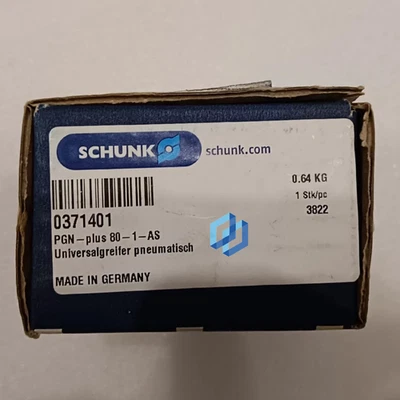 SCHUNK schunk.com
0.64 KG
1 Stk/pc
0371401 3822
PGN-plus 80-1-AS
Universalgreifer pneumatisch
MADE IN GERMANY